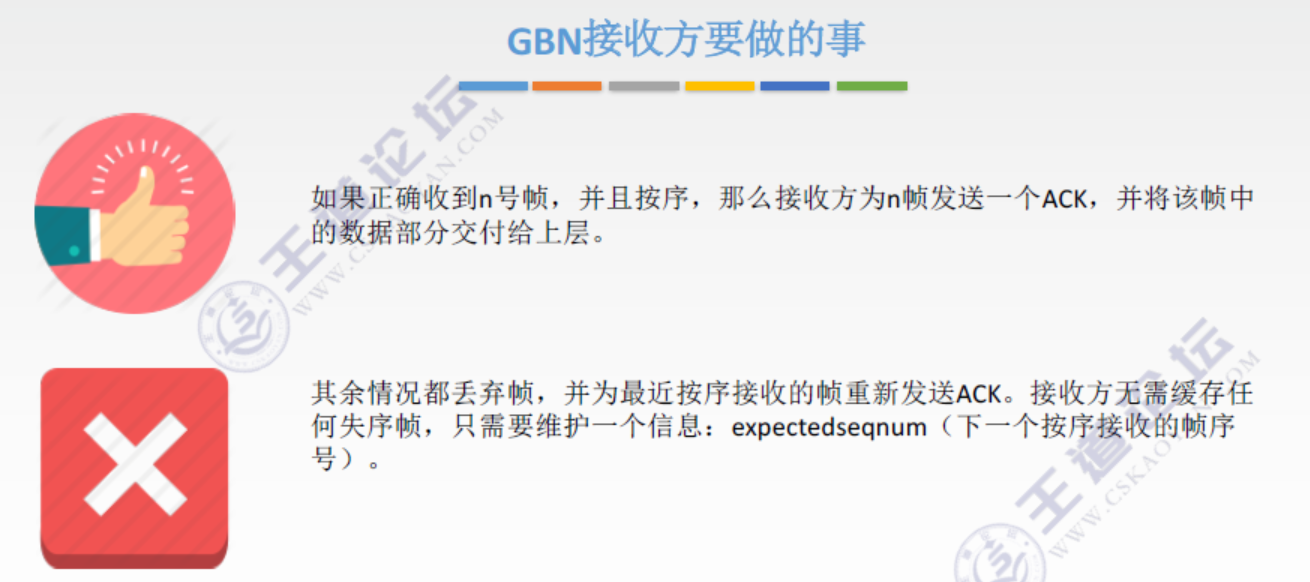 GBN接收方要做的事
如果正确收到n号帧，并且按序，那么接收方为n帧发送一个ACK，并将该帧中
的数据部分交付给上层。
其余情况都丢弃帧，并为最近按序接收的帧重新发送ACK。接收方无需缓存任
何失序帧，只需要维护一个信息：expectedseqnum（下一个按序接收的帧序
号）。
王道论坛
WWW.CSKAOYAN.COM
王道论坛
WWW.CSKAOYAN.COM